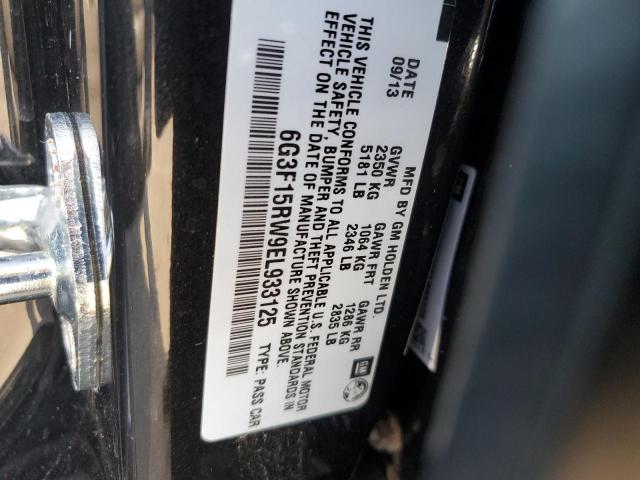 MFD BY GM HOLDEN LTD.
DATE GVWR GAWR FRT GAWR RR
09/13 2350 KG 1064 KG 1286 KG
5181 LB 2346 LB 2835 LB
THIS VEHICLE CONFORMS TO ALL APPLICABLE U.S. FEDERAL MOTOR
VEHICLE SAFETY, BUMPER AND THEFT PREVENTION STANDARDS IN
EFFECT ON THE DATE OF MANUFACTURE SHOWN ABOVE.
6G3F15RW9EL933125 TYPE: PASS CAR
GM